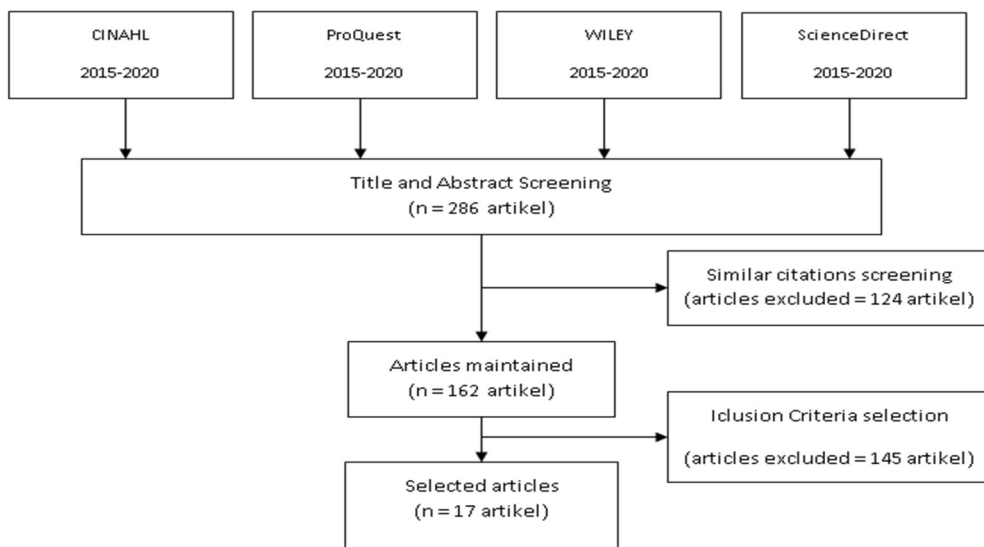 CINAHL
2015-2020
ProQuest
2015-2020
WILEY
2015-2020
ScienceDirect
2015-2020
Title and Abstract Screening
(n = 286 artikel)
Similar citations screening
(articles excluded = 124 artikel)
Articles maintained
(n = 162 artikel)
Iclusion Criteria selection
(articles excluded = 145 artikel)
Selected articles
(n = 17 artikel)